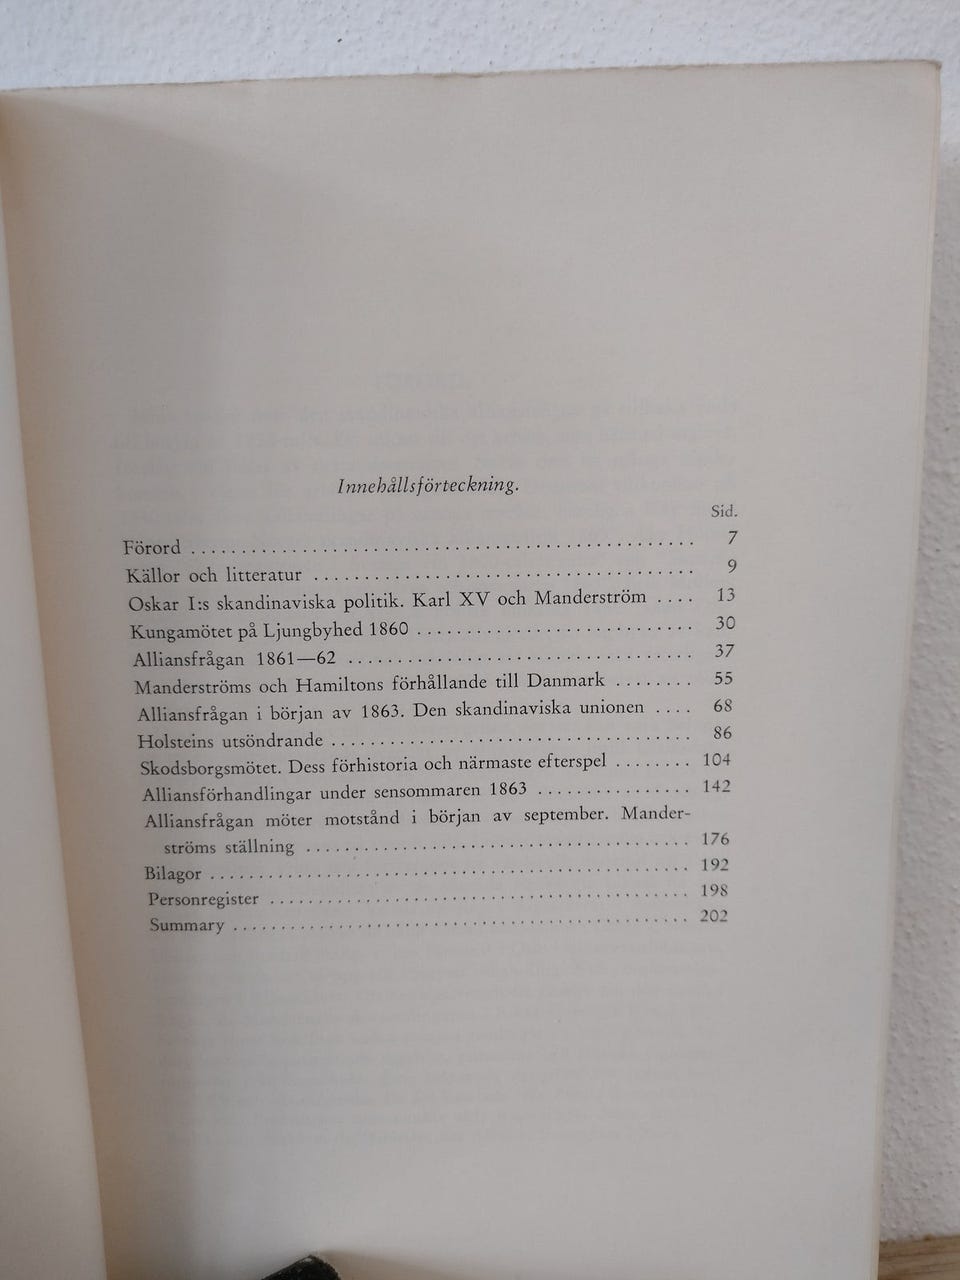 Innehållsförteckning.
Sid.
Förord .................................................. 7
Källor och litteratur ...................................... 9
Oskar I:s skandinaviska politik. Karl XV och Manderström .... 13
Kungamötet på Ljungbyhed 1860 ............................ 30
Alliansfrågan 1861—62 ................................... 37
Manderströms och Hamiltons förhållande till Danmark ........ 55
Alliansfrågan i början av 1863. Den skandinaviska unionen .... 68
Holsteins utsöndrande ..................................... 86
Skodsborgsmötet. Dess förhistoria och närmaste efterspel ........ 104
Alliansförhandlingar under sensommaren 1863 ................ 142
Alliansfrågan möter motstånd i början av september. Mander-
ströms ställning ........................................ 176
Bilagor .................................................. 192
Personregister ............................................ 198
Summary ................................................ 202